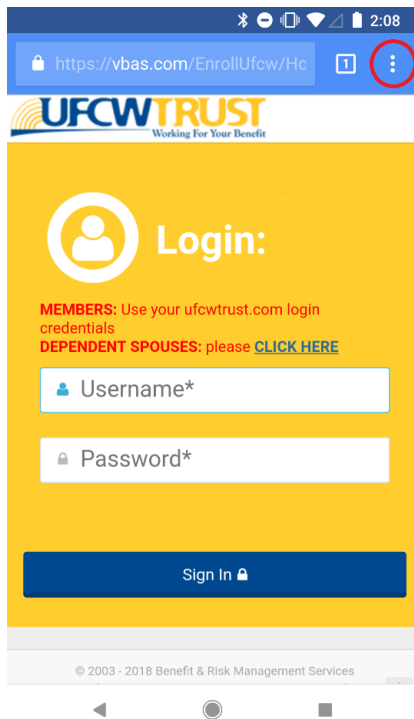 2:08
https://vbas.com/EnrollUfcw/Hc
1
UFCWTRUST
Working For Your Benefit
Login:
MEMBERS: Use your ufcwtrust.com login
credentials
DEPENDENT SPOUSES: please CLICK HERE
Username*
Password*
Sign In
© 2003 - 2018 Benefit & Risk Management Services